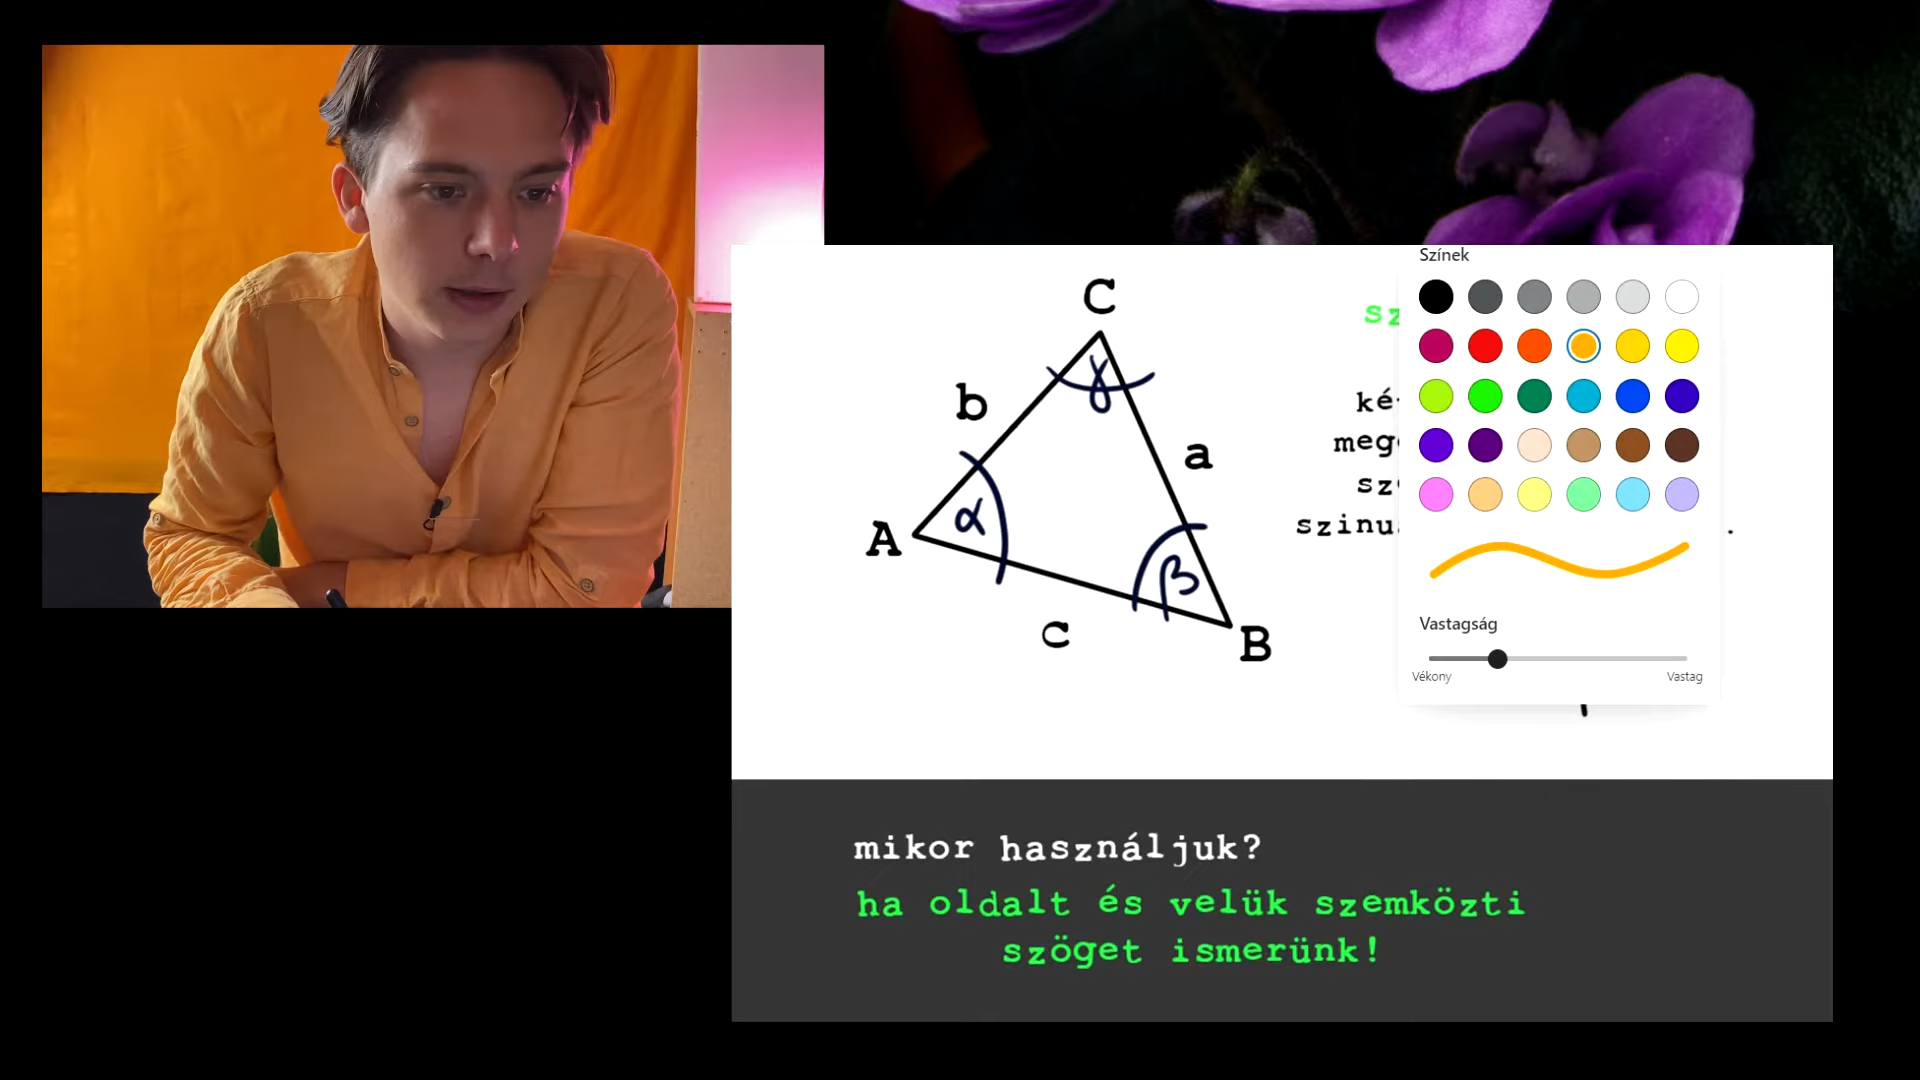 Színek
C
b
γ
a
A
α
β
c
B
ha oldalt és velük szemközti
szöget ismerünk!
mikor használjuk?
Vastagság
Vékony
Vastag